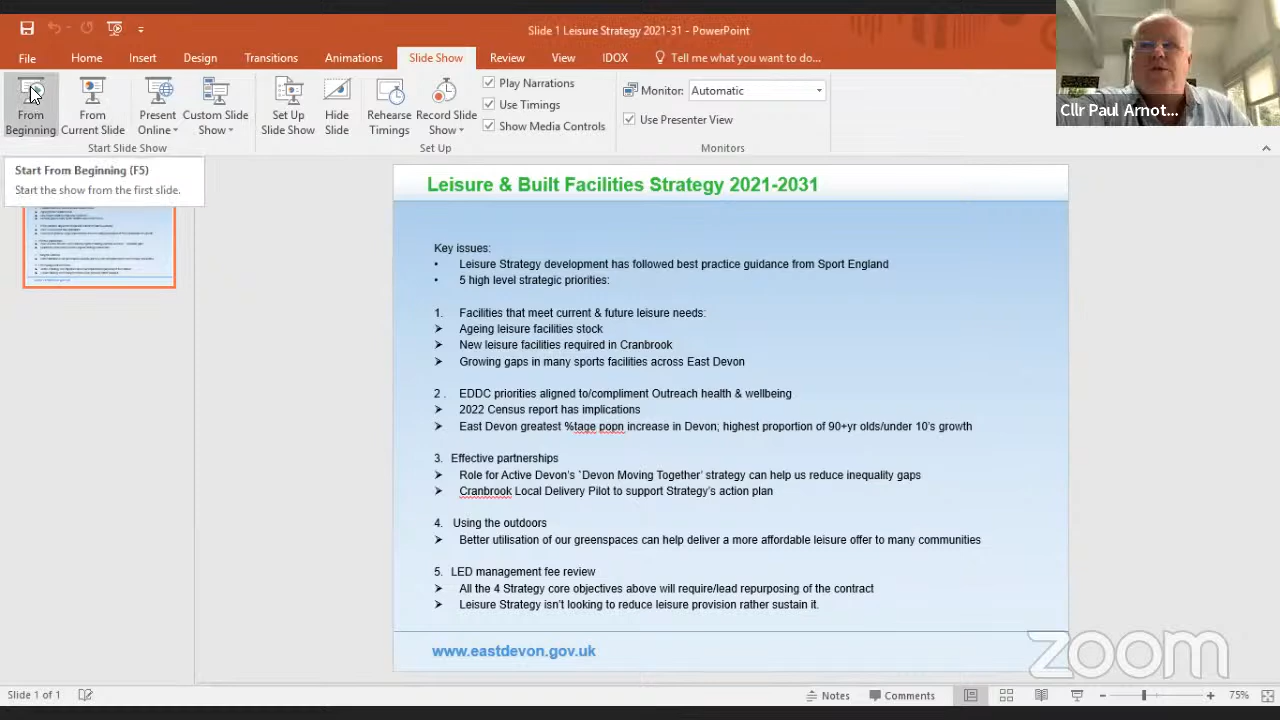 Slide 1 Leisure Strategy 2021-31 - PowerPoint
File Home Insert Design Transitions Animations Slide Show Review View IDOX Tell me what you want to do...
From Beginning
From Current Slide
Present Online
Custom Slide Show
Start Slide Show
Set Up Slide Show
Hide Slide
Rehearse Timings
Record Slide Show
Play Narrations
Use Timings
Show Media Controls
Set Up
Monitor: Automatic
Use Presenter View
Monitors
Cllr Paul Arnot...
Start From Beginning (F5)
Start the show from the first slide.
Leisure & Built Facilities Strategy 2021-2031
Key issues:
• Leisure Strategy development has followed best practice guidance from Sport England
• 5 high level strategic priorities:
1. Facilities that meet current & future leisure needs:
➢ Ageing leisure facilities stock
➢ New leisure facilities required in Cranbrook
➢ Growing gaps in many sports facilities across East Devon
2 . EDDC priorities aligned to/compliment Outreach health & wellbeing
➢ 2022 Census report has implications
➢ East Devon greatest %tage popn increase in Devon; highest proportion of 90+yr olds/under 10's growth
3. Effective partnerships
➢ Role for Active Devon's `Devon Moving Together' strategy can help us reduce inequality gaps
➢ Cranbrook Local Delivery Pilot to support Strategy's action plan
4. Using the outdoors
➢ Better utilisation of our greenspaces can help deliver a more affordable leisure offer to many communities
5. LED management fee review
➢ All the 4 Strategy core objectives above will require/lead repurposing of the contract
➢ Leisure Strategy isn't looking to reduce leisure provision rather sustain it.
www.eastdevon.gov.uk
zoom
Slide 1 of 1
Notes Comments 75%